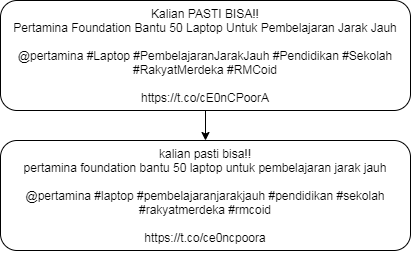 Kalian PASTI BISA!!
Pertamina Foundation Bantu 50 Laptop Untuk Pembelajaran Jarak Jauh
@pertamina #Laptop #PembelajaranJarakJauh #Pendidikan #Sekolah
#RakyatMerdeka #RMCoid
https://t.co/cE0nCPoorA
kalian pasti bisa!!
pertamina foundation bantu 50 laptop untuk pembelajaran jarak jauh
@pertamina #laptop #pembelajaranjarakjauh #pendidikan #sekolah
#rakyatmerdeka #rmcoid
https://t.co/ce0ncpoora